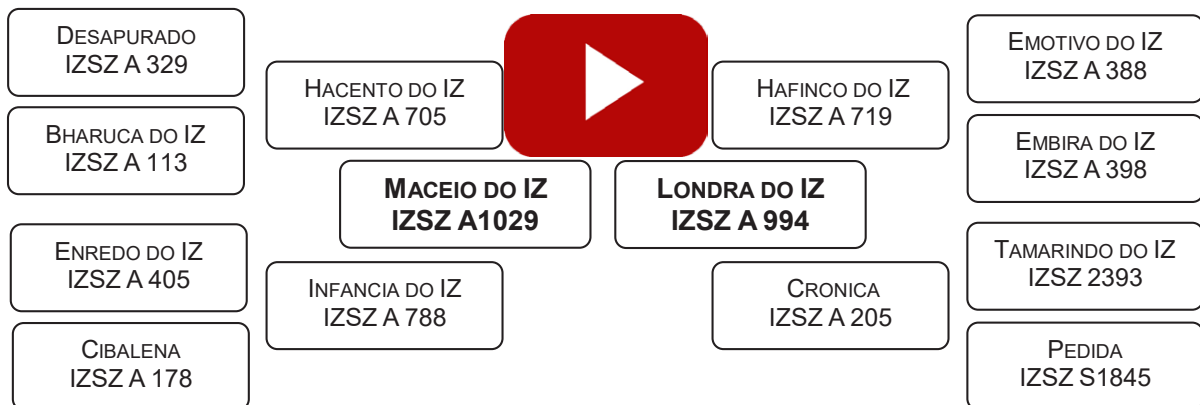 DESAPURADO
IZSZ A 329
BHARUCA DO IZ
IZSZ A 113
ENREDO DO IZ
IZSZ A 405
CIBALENA
IZSZ A 178
HACENTO DO IZ
IZSZ A 705
INFANCIA DO IZ
IZSZ A 788
MACEIO DO IZ
IZSZ A1029
LONDRA DO IZ
IZSZ A 994
HAFINCO DO IZ
IZSZ A 719
CRONICA
IZSZ A 205
EMOTIVO DO IZ
IZSZ A 388
EMBIRA DO IZ
IZSZ A 398
TAMARINDO DO IZ
IZSZ 2393
PEDIDA
IZSZ S1845